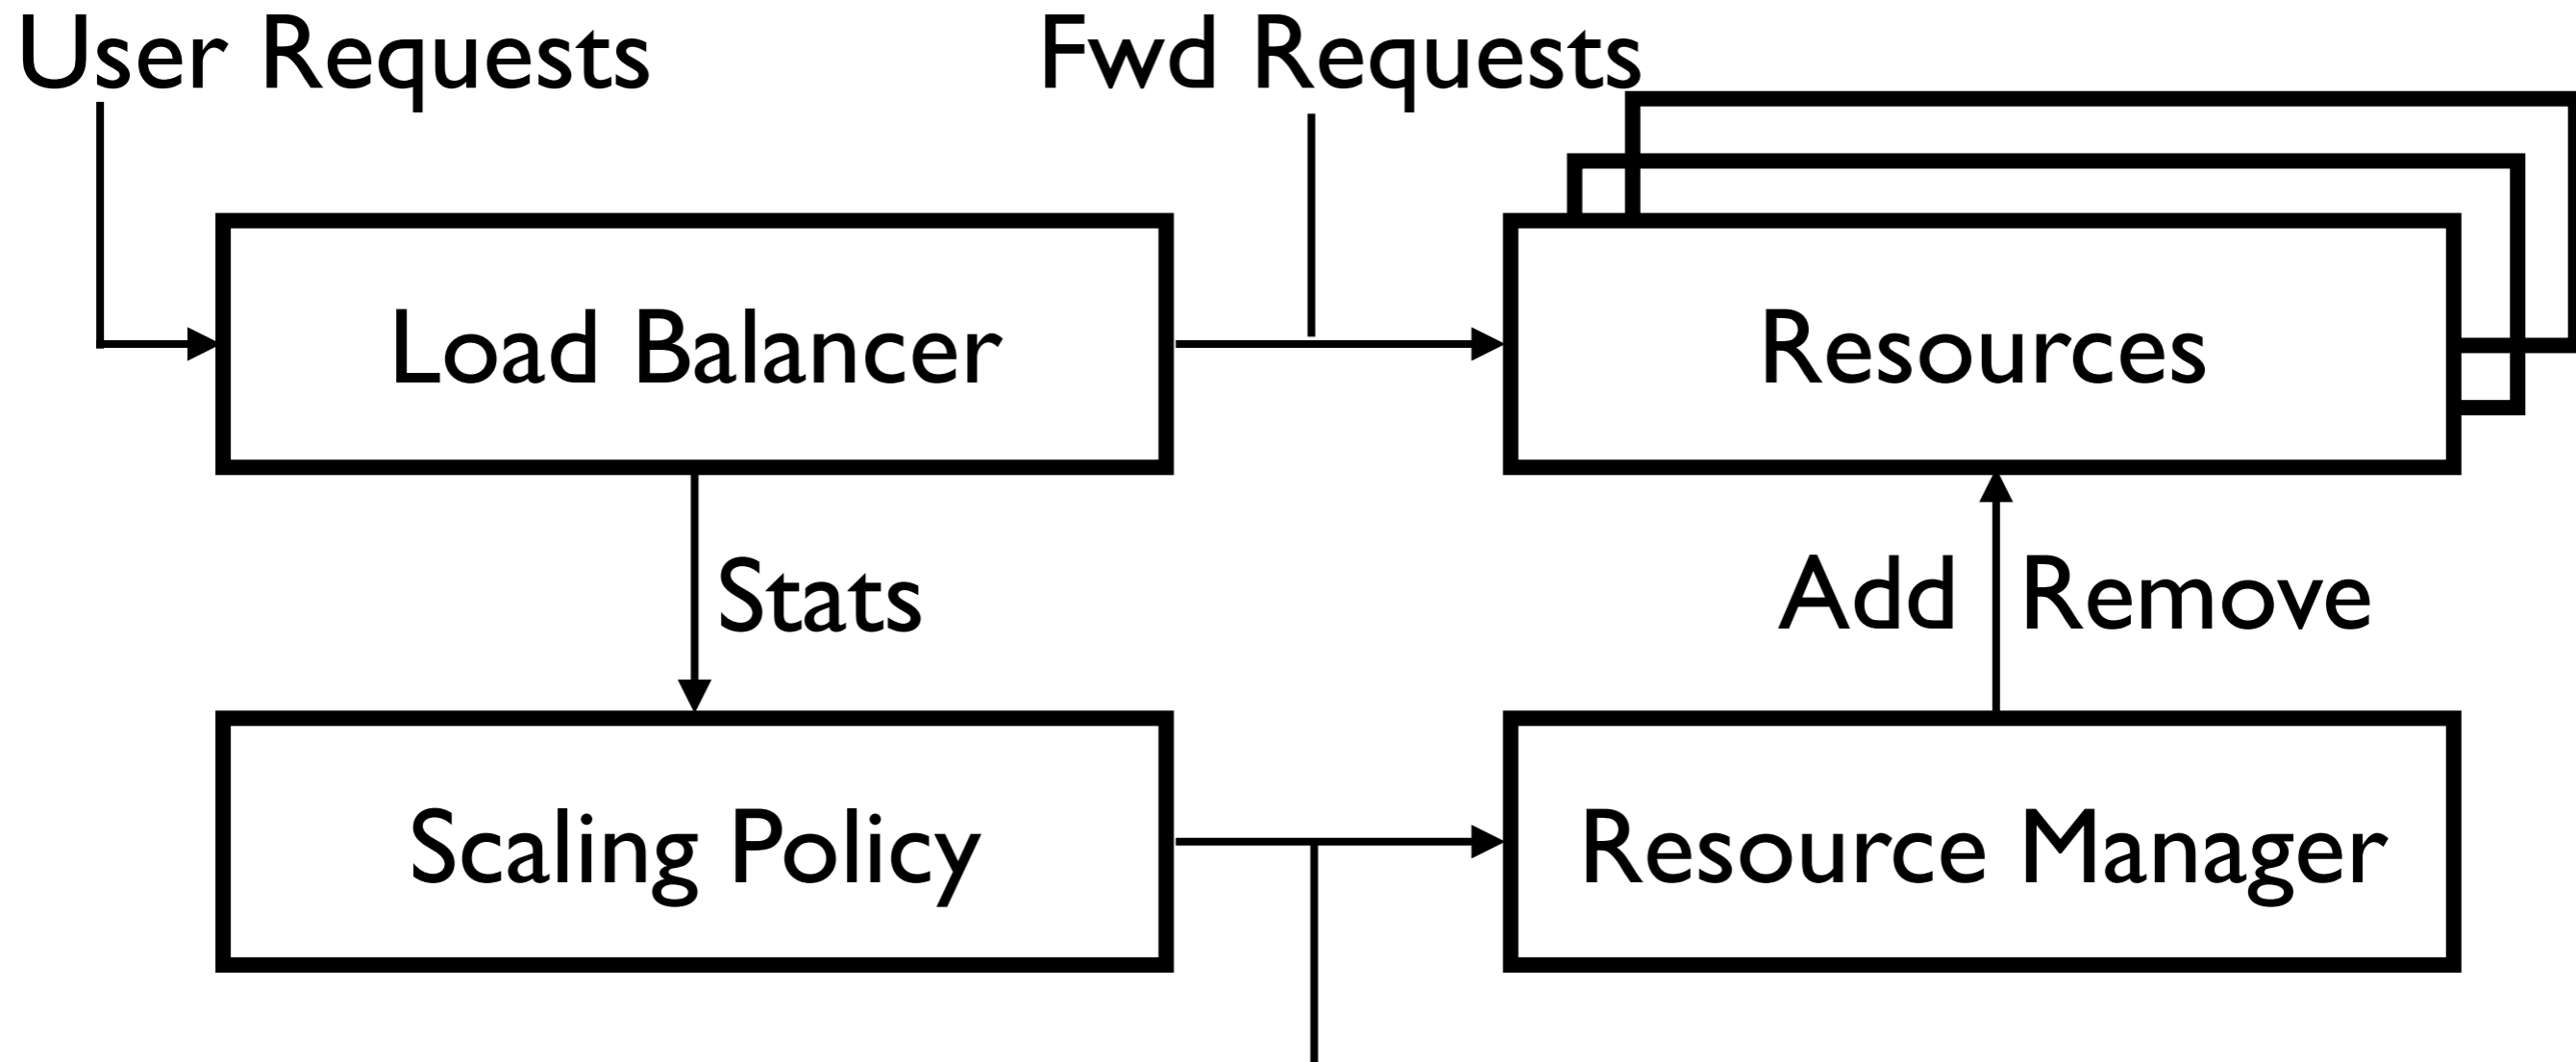 User Requests
Fwd Requests
Load Balancer
Resources
Stats
Add Remove
Scaling Policy
Resource Manager